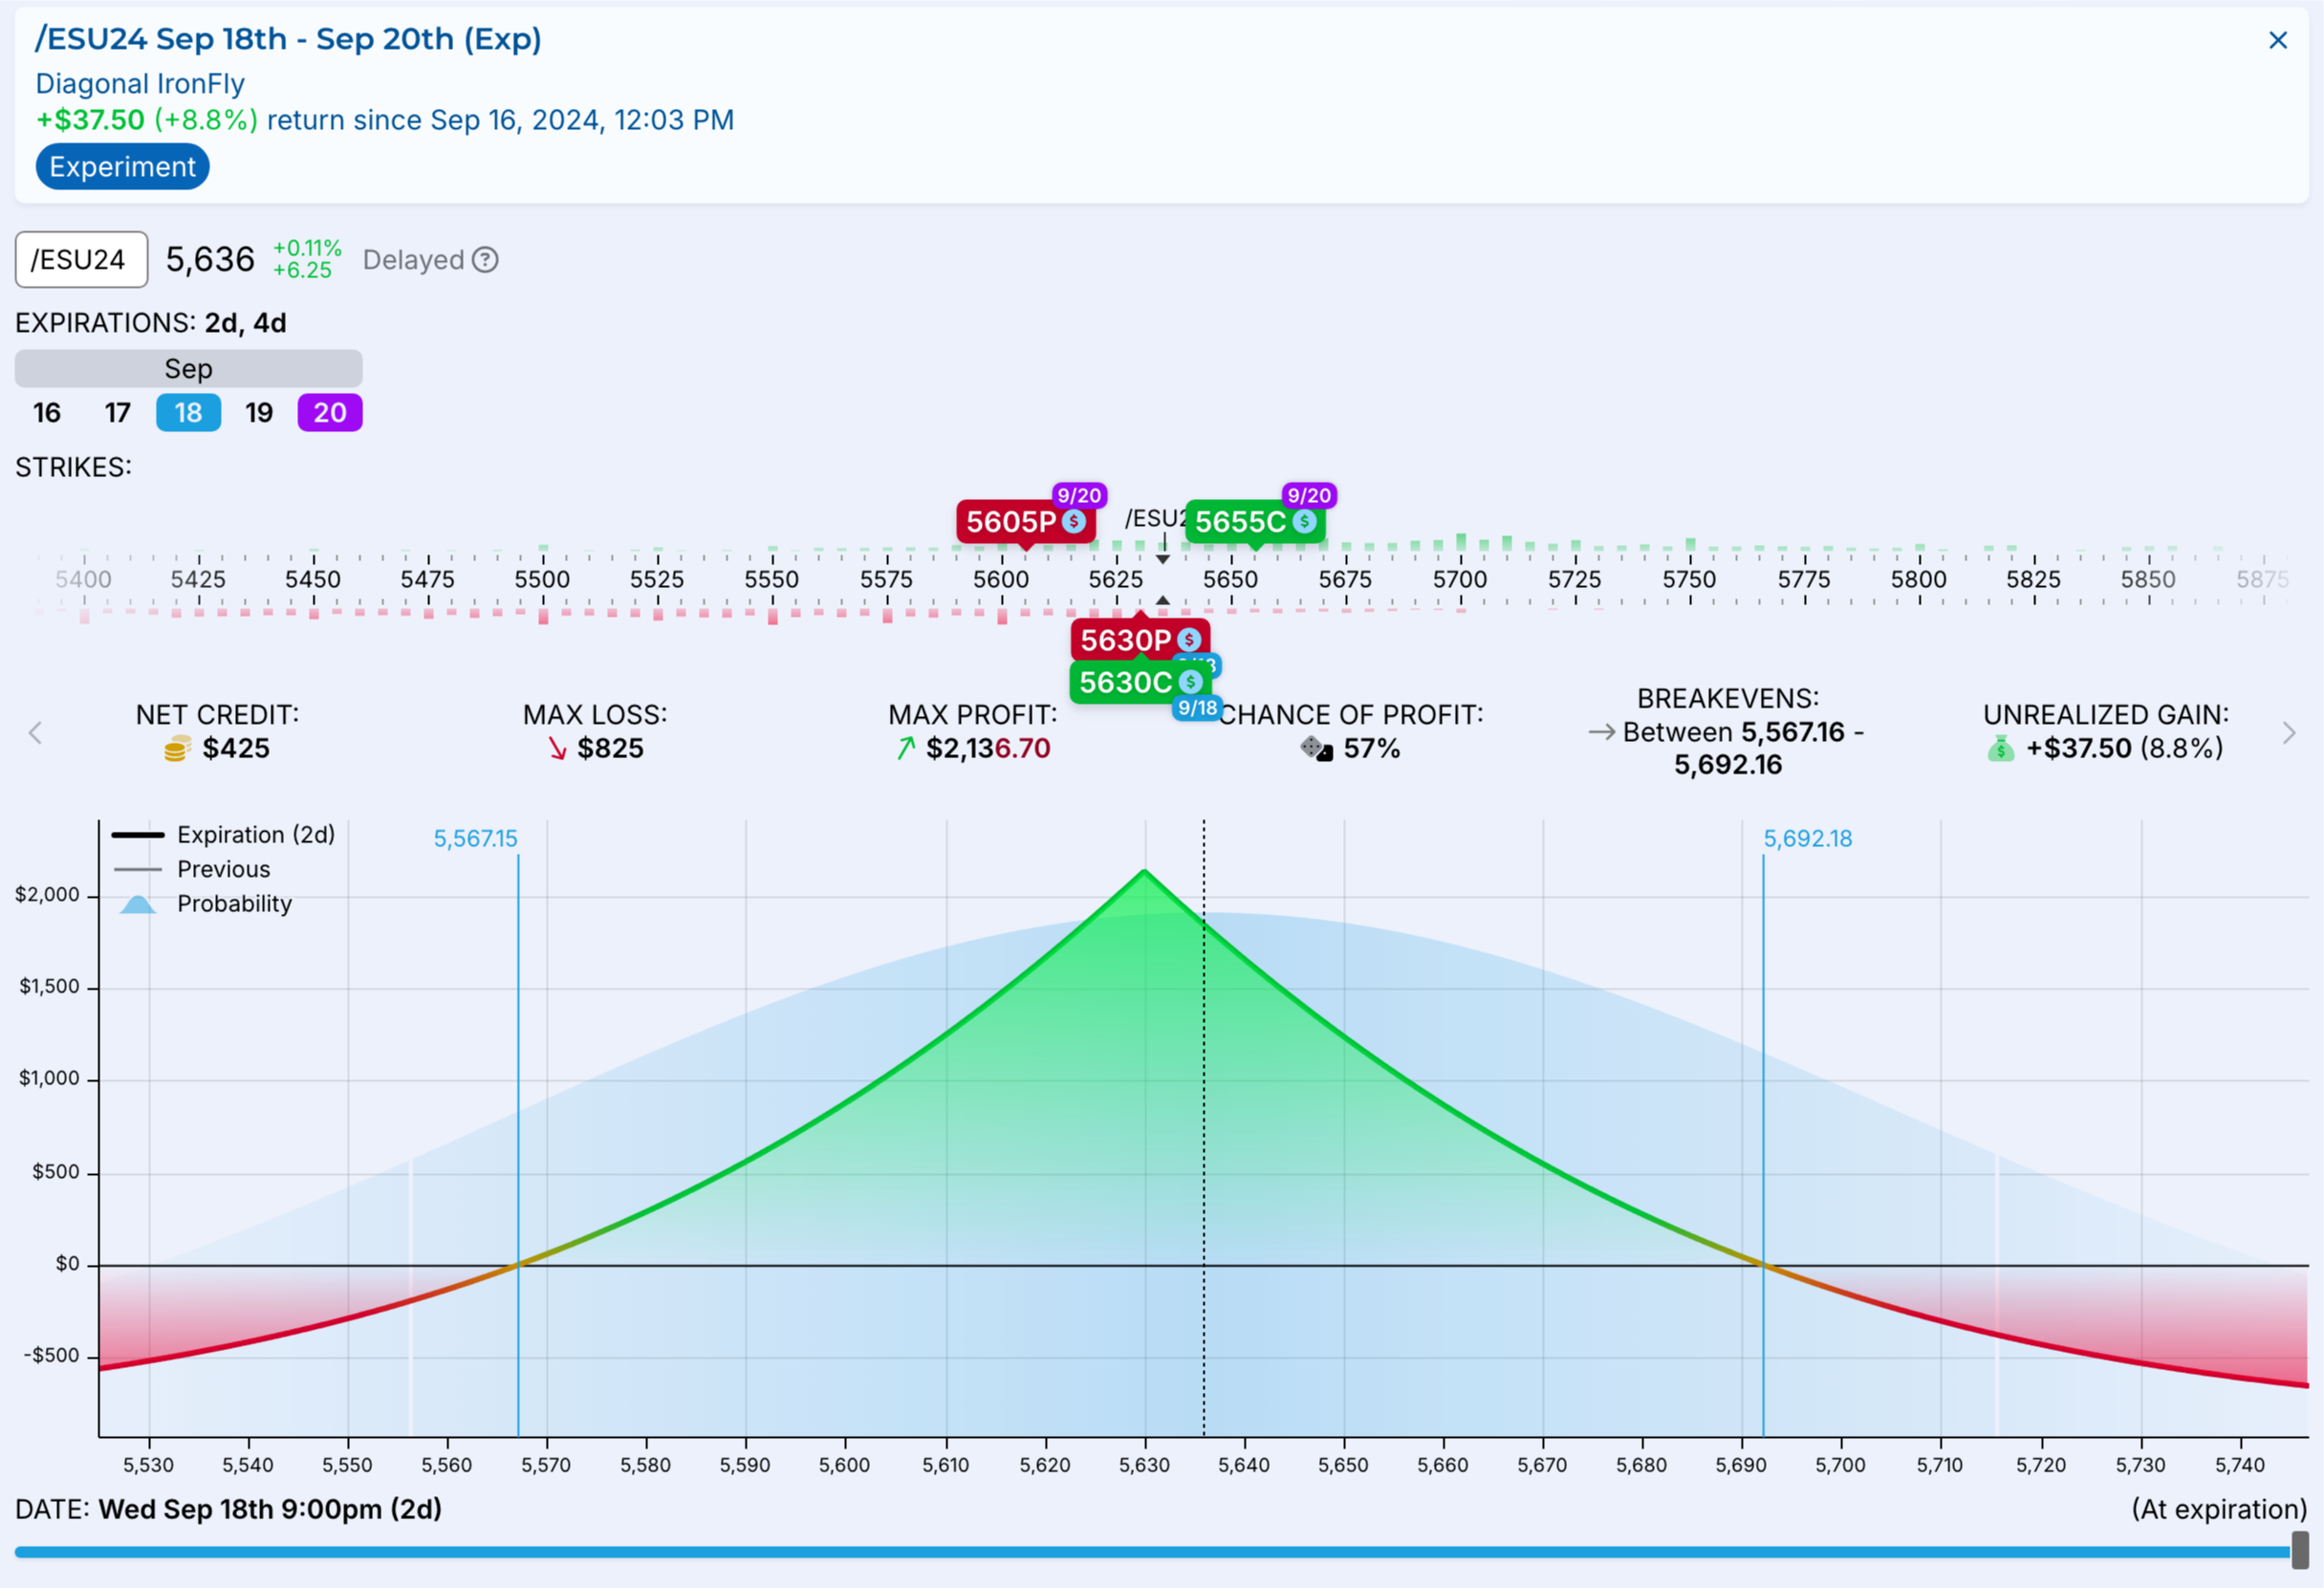 /ESU24 Sep 18th - Sep 20th (Exp)
Diagonal IronFly
+$37.50 (+8.8%) return since Sep 16, 2024, 12:03 PM
Experiment
/ESU24 5,636 +0.11% +6.25 Delayed ?
EXPIRATIONS: 2d, 4d
Sep
16 17 18 19 20
STRIKES:
9/20 9/20
5605P $ /ESU2 5655C $
5400 5425 5450 5475 5500 5525 5550 5575 5600 5625 5650 5675 5700 5725 5750 5775 5800 5825 5850 5875
5630P $
5630C $
9/18
NET CREDIT:
$425
MAX LOSS:
$825
MAX PROFIT:
$2,136.70
CHANCE OF PROFIT:
57%
BREAKEVENS:
Between 5,567.16 -
5,692.16
UNREALIZED GAIN:
$ +$37.50 (8.8%)
Expiration (2d)
Previous
Probability
5,567.15
5,692.18
$2,000
$1,500
$1,000
$500
$0
-$500
5,530 5,540 5,550 5,560 5,570 5,580 5,590 5,600 5,610 5,620 5,630 5,640 5,650 5,660 5,670 5,680 5,690 5,700 5,710 5,720 5,730 5,740
DATE: Wed Sep 18th 9:00pm (2d)
(At expiration)